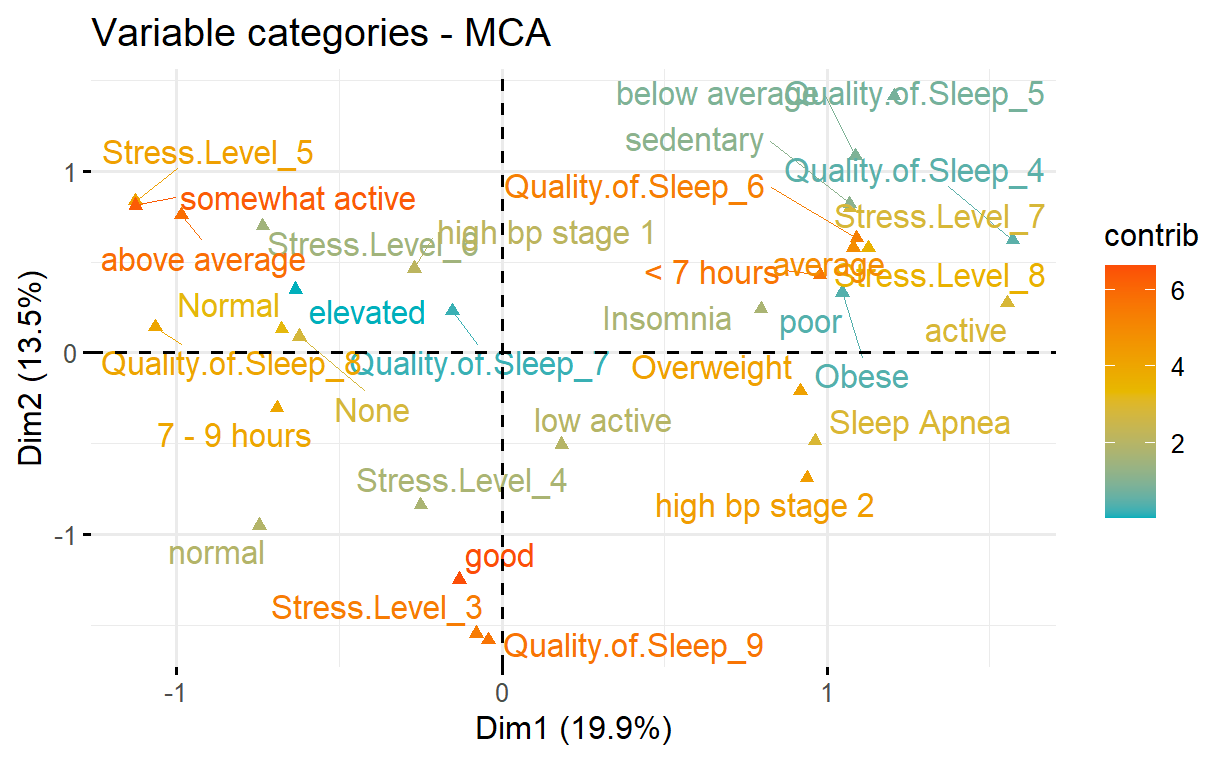 Variable categories - MCA
below average
Quality.of.Sleep_5
Stress.Level_5
sedentary
Quality.of.Sleep_4
Quality.of.Sleep_6
somewhat active
Stress.Level_7
high bp stage 1
Stress.Level_6
above average
< 7 hours
average
Stress.Level_8
Normal
elevated
Insomnia
poor
active
Quality.of.Sleep_8
Quality.of.Sleep_7
Overweight
Obese
None
low active
Sleep Apnea
7 - 9 hours
Stress.Level_4
high bp stage 2
normal
good
Stress.Level_3
Quality.of.Sleep_9
1
0
-1
Dim2 (13.5%)
-1
0
1
Dim1 (19.9%)
contrib
6
4
2